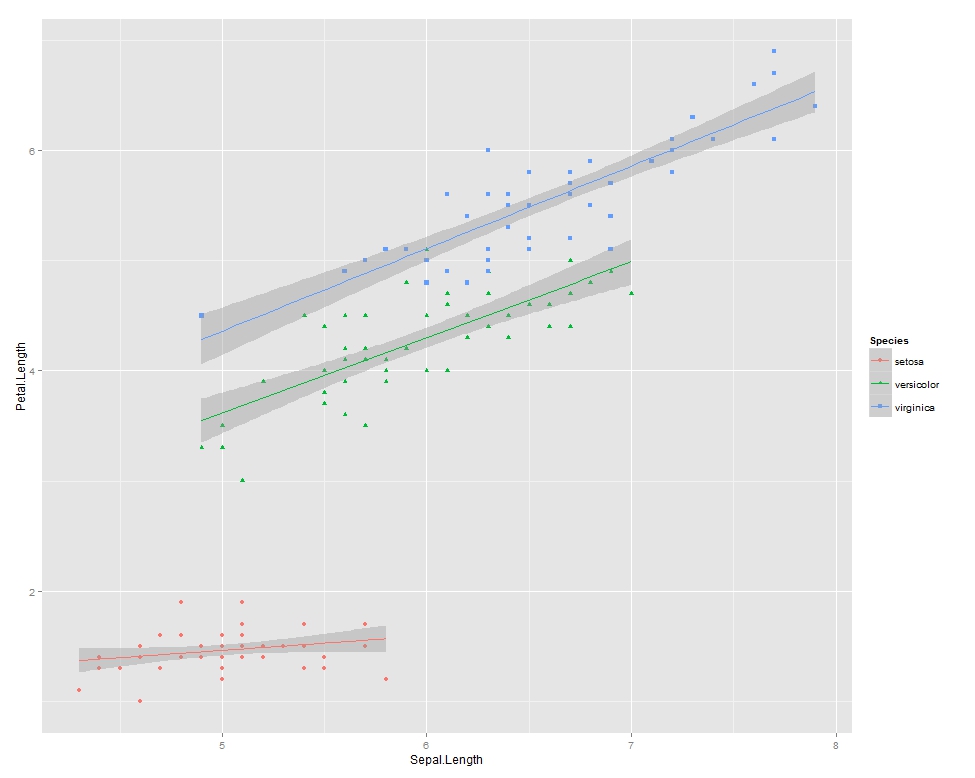 6
4
2
Petal.Length
5
6
7
8
Sepal.Length
Species
setosa
versicolor
virginica